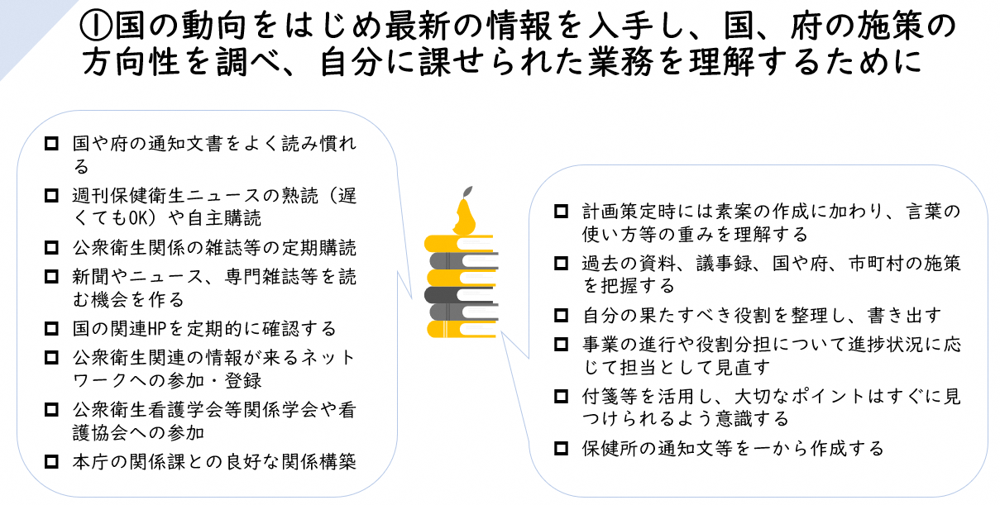 ①国の動向をはじめ最新の情報を入手し、国、府の施策の
方向性を調べ、自分に課せられた業務を理解するために
国や府の通知文書をよく読み慣れ
る
週刊保健衛生ニュースの熟読（遅
くてもOK）や自主購読
公衆衛生関係の雑誌等の定期購読
新聞やニュース、専門雑誌等を読
む機会を作る
国の関連HPを定期的に確認する
公衆衛生関連の情報が来るネット
ワークへの参加・登録
公衆衛生看護学会等関係学会や看
護協会への参加
本庁の関係課との良好な関係構築
計画策定時には素案の作成に加わり、言葉の
使い方等の重みを理解する
過去の資料、議事録、国や府、市町村の施策
を把握する
自分の果たすべき役割を整理し、書き出す
事業の進行や役割分担について進捗状況に応
じて担当として見直す
付箋等を活用し、大切なポイントはすぐに見
つけられるよう意識する
保健所の通知文等を一から作成する